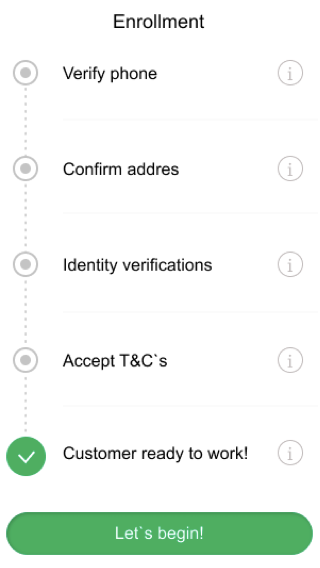 Enrollment
Verify phone
Confirm addres
Identity verifications
Accept T&C`s
Customer ready to work!
Let`s begin!